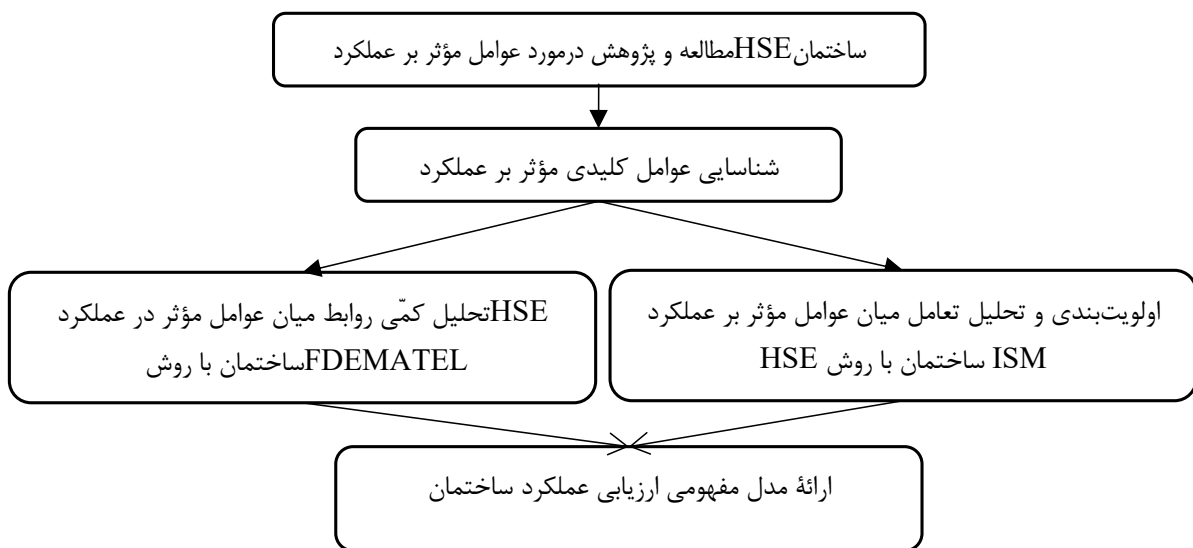 ساختمانHSEمطالعه و پژوهش درمورد عوامل مؤثر بر عملکرد
شناسایی عوامل کلیدی مؤثر بر عملکرد
اولویت‌بندی و تحلیل تعامل میان عوامل مؤثر بر عملکرد
ISM ساختمان با روش HSE
HSEتحلیل کمّی روابط میان عوامل مؤثر در عملکرد
FDEMATELساختمان با روش
ارائهٔ مدل مفهومی ارزیابی عملکرد ساختمان